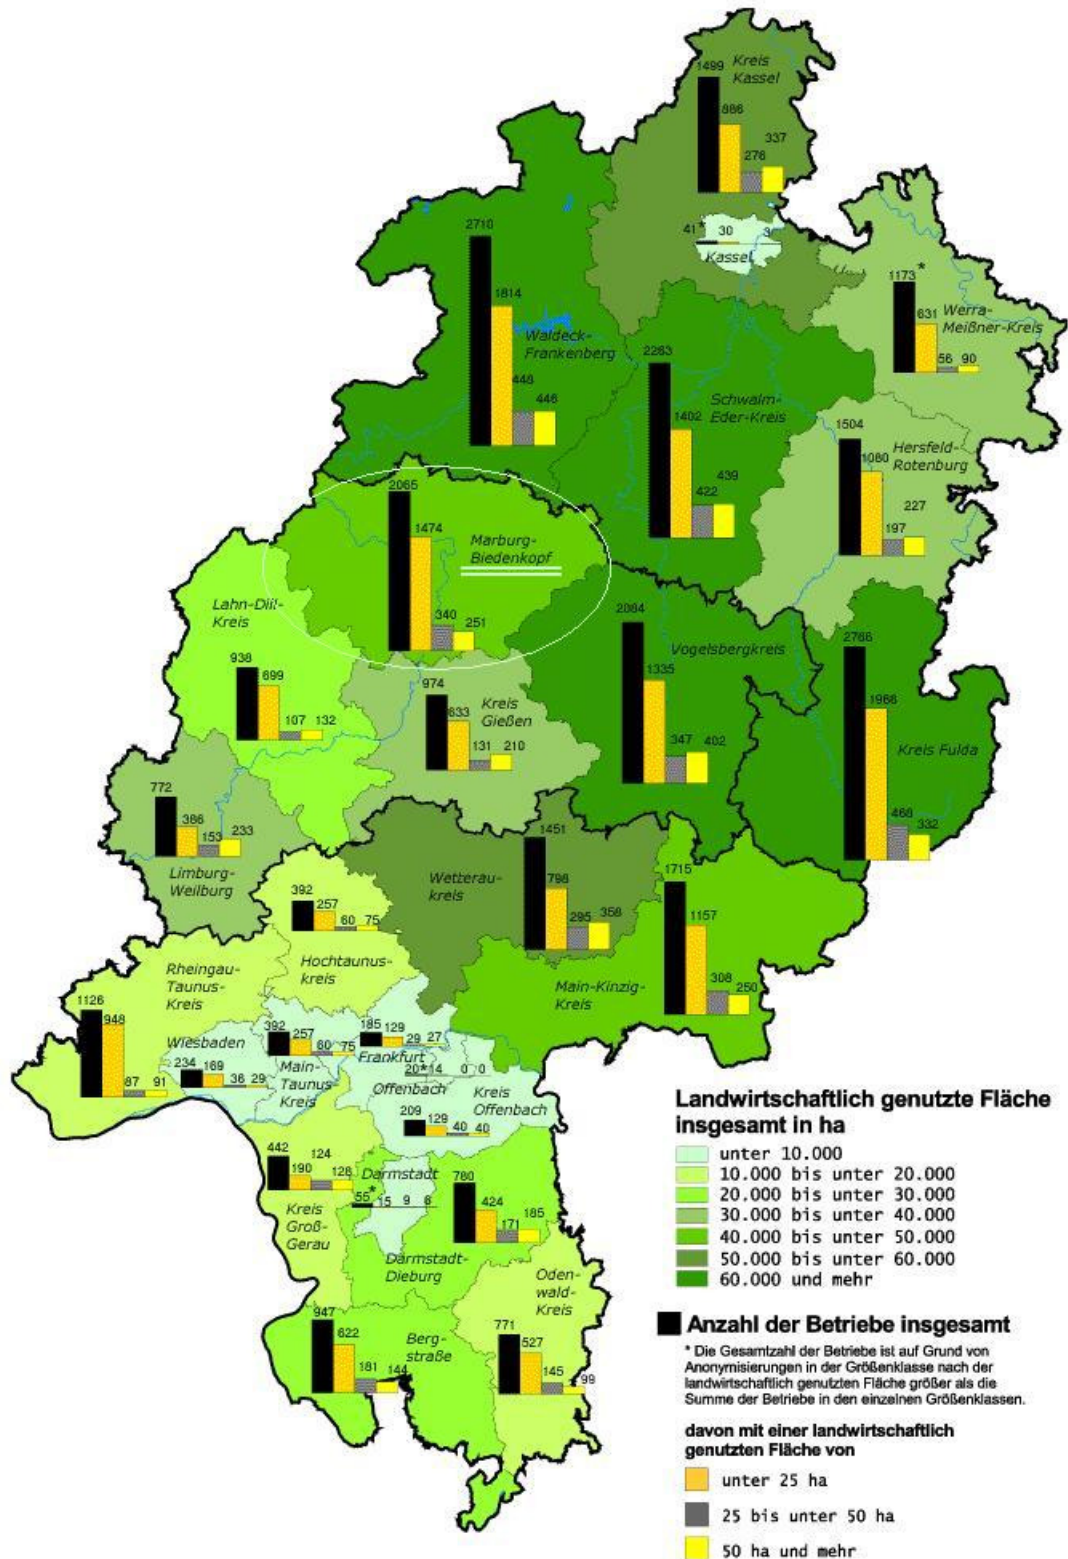 Kreis
Kassel
1499
886
276
337
41*
30
3
Kassel
2710
1814
448
448
Waldeck-
Frankenberg
1173*
631
56
90
Werra-
Meißner-Kreis
2263
1402
422
439
Schwalm-
Eder-Kreis
1504
1080
197
227
Hersfeld-
Rotenburg
2065
1474
340
251
Marburg-
Biedenkopf
Lahn-Dill-
Kreis
938
699
107
132
974
633
131
210
Kreis
Gießen
2084
1335
347
402
Vogelsbergkreis
2766
1966
468
332
Kreis Fulda
772
386
153
233
Limburg-
Weilburg
1451
798
295
358
Wetterau-
kreis
1715
1157
308
250
Main-Kinzig-
Kreis
392
257
60
75
Hochtaunus-
kreis
Rheingau-
Taunus-
Kreis
1126
948
87
91
Wiesbaden
234
169
36
29
392
257
60
75
Main-
Taunus-
Kreis
185
129
29
27
Frankfurt
20*
14
0
0
Offenbach
Kreis
Offenbach
209
129
40
40
442
190
124
128
Kreis
Groß-
Gerau
Darmstadt
55*
15
9
8
780
424
171
185
Darmstadt-
Dieburg
Oden-
wald-
Kreis
771
527
145
99
947
622
181
144
Berg-
straße
Landwirtschaftlich genutzte Fläche
insgesamt in ha
unter 10.000
10.000 bis unter 20.000
20.000 bis unter 30.000
30.000 bis unter 40.000
40.000 bis unter 50.000
50.000 bis unter 60.000
60.000 und mehr
Anzahl der Betriebe insgesamt
* Die Gesamtzahl der Betriebe ist auf Grund von
Anonymisierungen in der Größenklasse nach der
landwirtschaftlich genutzten Fläche größer als die
Summe der Betriebe in den einzelnen Größenklassen.
davon mit einer landwirtschaftlich
genutzten Fläche von
unter 25 ha
25 bis unter 50 ha
50 ha und mehr